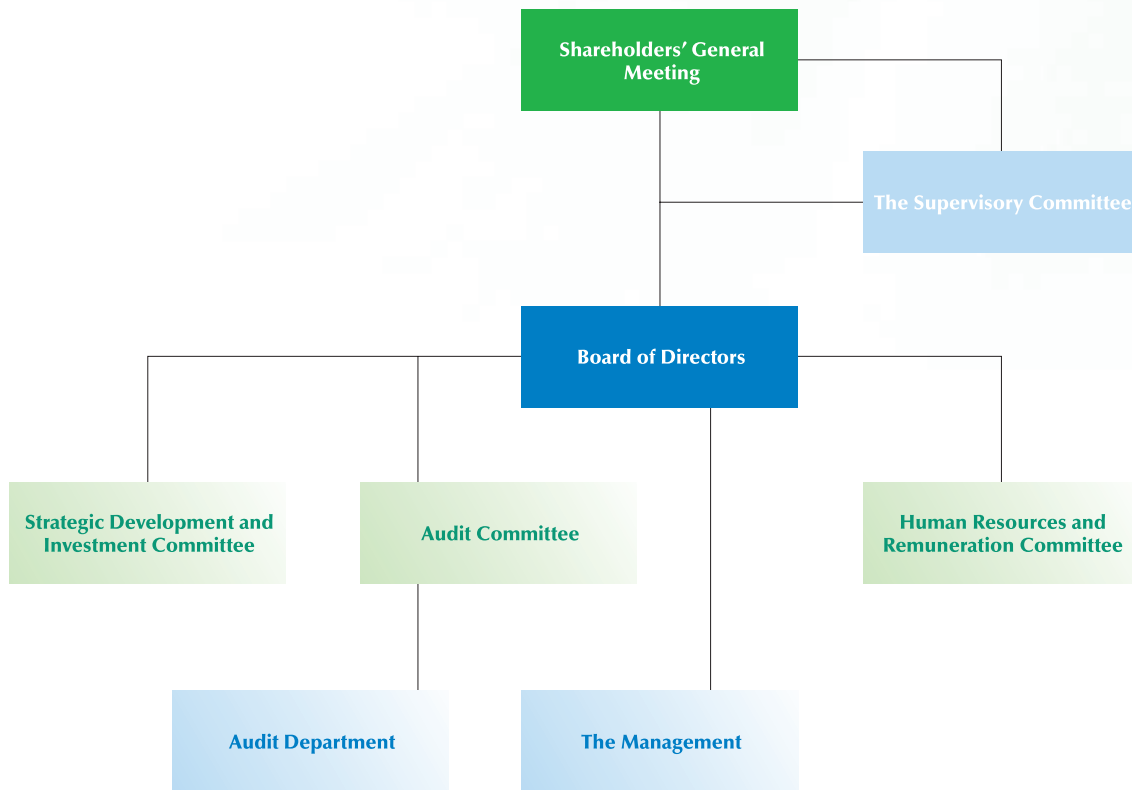 Shareholders’ General
Meeting
The Supervisory Committee
Board of Directors
Strategic Development and
Investment Committee
Audit Committee
Human Resources and
Remuneration Committee
Audit Department
The Management